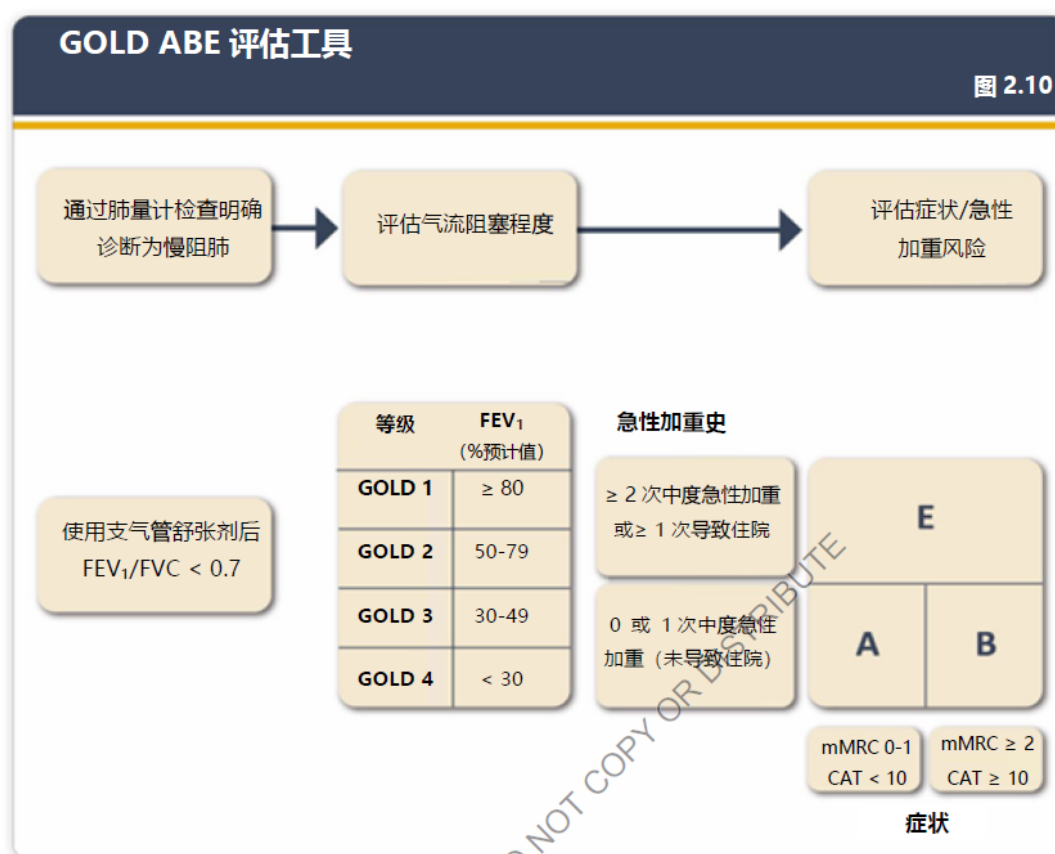 GOLD ABE 评估工具
图 2.10
通过肺量计检查明确
诊断为慢阻肺
评估气流阻塞程度
评估症状/急性
加重风险
使用支气管舒张剂后
FEV₁/FVC < 0.7
等级 FEV₁
(%预计值)
GOLD 1 ≥ 80
GOLD 2 50-79
GOLD 3 30-49
GOLD 4 < 30
急性加重史
≥ 2 次中度急性加重
或≥ 1 次导致住院
0 或 1 次中度急性
加重（未导致住院）
E
A B
mMRC 0-1
CAT < 10
mMRC ≥ 2
CAT ≥ 10
症状
NOT COPY OR DISTRIBUTE